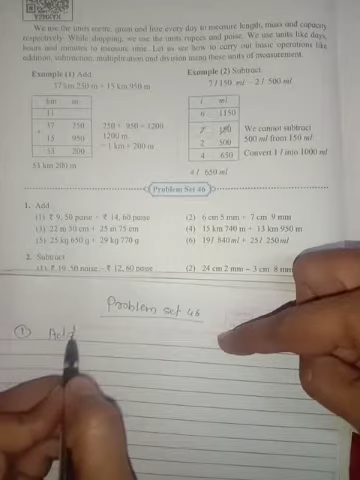 We use the units metre, gram and litre every day to measure length, mass and capacity
respectively. While shopping, we use the units rupees and paise. We use units like days,
hours and minutes to measure time. Let us see how to carry out basic operations like
addition, subtraction, multiplication and division using these units of measurement.
Example (1) Add
37 km 250 m + 15 km 950 m
km m
11
37 250
+ 15 950
53 200
250 + 950 = 1200
1200 m
= 1 km + 200 m
53 km 200 m
Example (2) Subtract.
7 l 150 ml - 2 l 500 ml
l ml
6 1150
7 150
2 500
4 650
We cannot subtract
500 ml from 150 ml.
Convert 1 l into 1000 ml
4 l 650 ml
Problem Set 46
1. Add
(1) ₹ 9, 50 paise + ₹ 14, 60 paise (2) 6 cm 5 mm + 7 cm 9 mm
(3) 22 m 50 cm + 25 m 75 cm (4) 15 km 740 m + 13 km 950 m
(5) 25 kg 650 g + 29 kg 770 g (6) 19 l 840 ml + 25 l 250 ml
2. Subtract
(1) ₹ 19, 50 paise - ₹ 12, 60 paise (2) 24 cm 2 mm - 3 cm 8 mm
Problem set 46
① Add